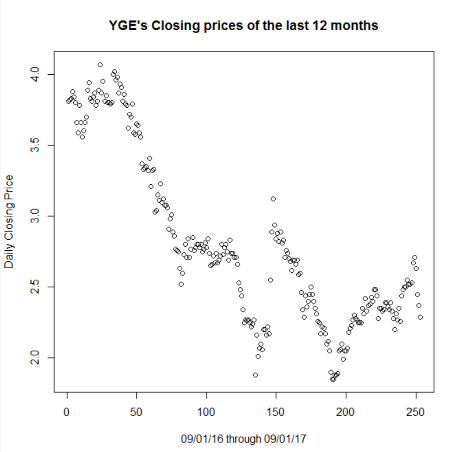 YGE's Closing prices of the last 12 months
Daily Closing Price
4.0
3.5
3.0
2.5
2.0
0 50 100 150 200 250
09/01/16 through 09/01/17